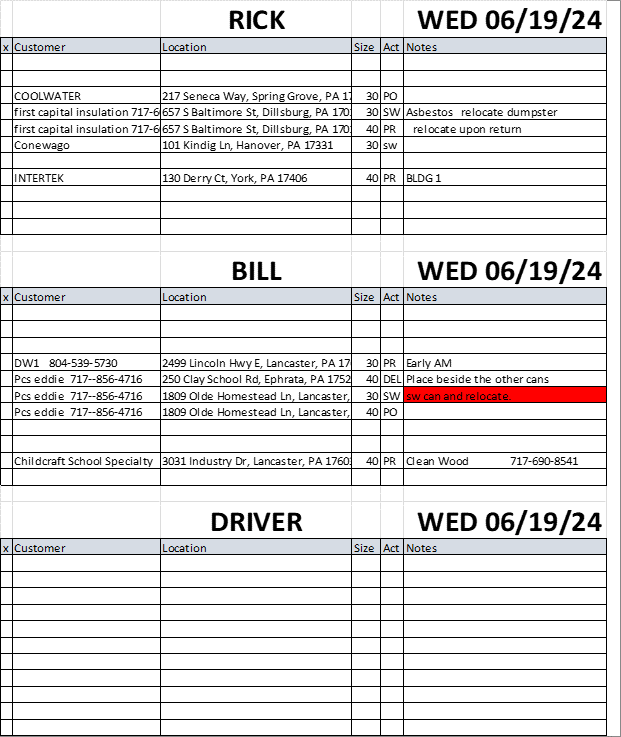 RICK WED 06/19/24
x Customer Location Size Act Notes
COOLWATER 217 Seneca Way, Spring Grove, PA 17 30 PO
first capital insulation 717-6 657 S Baltimore St, Dillsburg, PA 170 30 SW Asbestos relocate dumpster
first capital insulation 717-6 657 S Baltimore St, Dillsburg, PA 170 40 PR relocate upon return
Conewago 101 Kindig Ln, Hanover, PA 17331 30 sw
INTERTEK 130 Derry Ct, York, PA 17406 40 PR BLDG 1
BILL WED 06/19/24
x Customer Location Size Act Notes
DW1 804-539-5730 2499 Lincoln Hwy E, Lancaster, PA 17 30 PR Early AM
Pcs eddie 717--856-4716 250 Clay School Rd, Ephrata, PA 1752 40 DEL Place beside the other cans
Pcs eddie 717--856-4716 1809 Olde Homestead Ln, Lancaster, 30 SW sw can and relocate
Pcs eddie 717--856-4716 1809 Olde Homestead Ln, Lancaster, 40 PO
Childcraft School Specialty 3031 Industry Dr, Lancaster, PA 1760 40 PR Clean Wood 717-690-8541
DRIVER WED 06/19/24
x Customer Location Size Act Notes